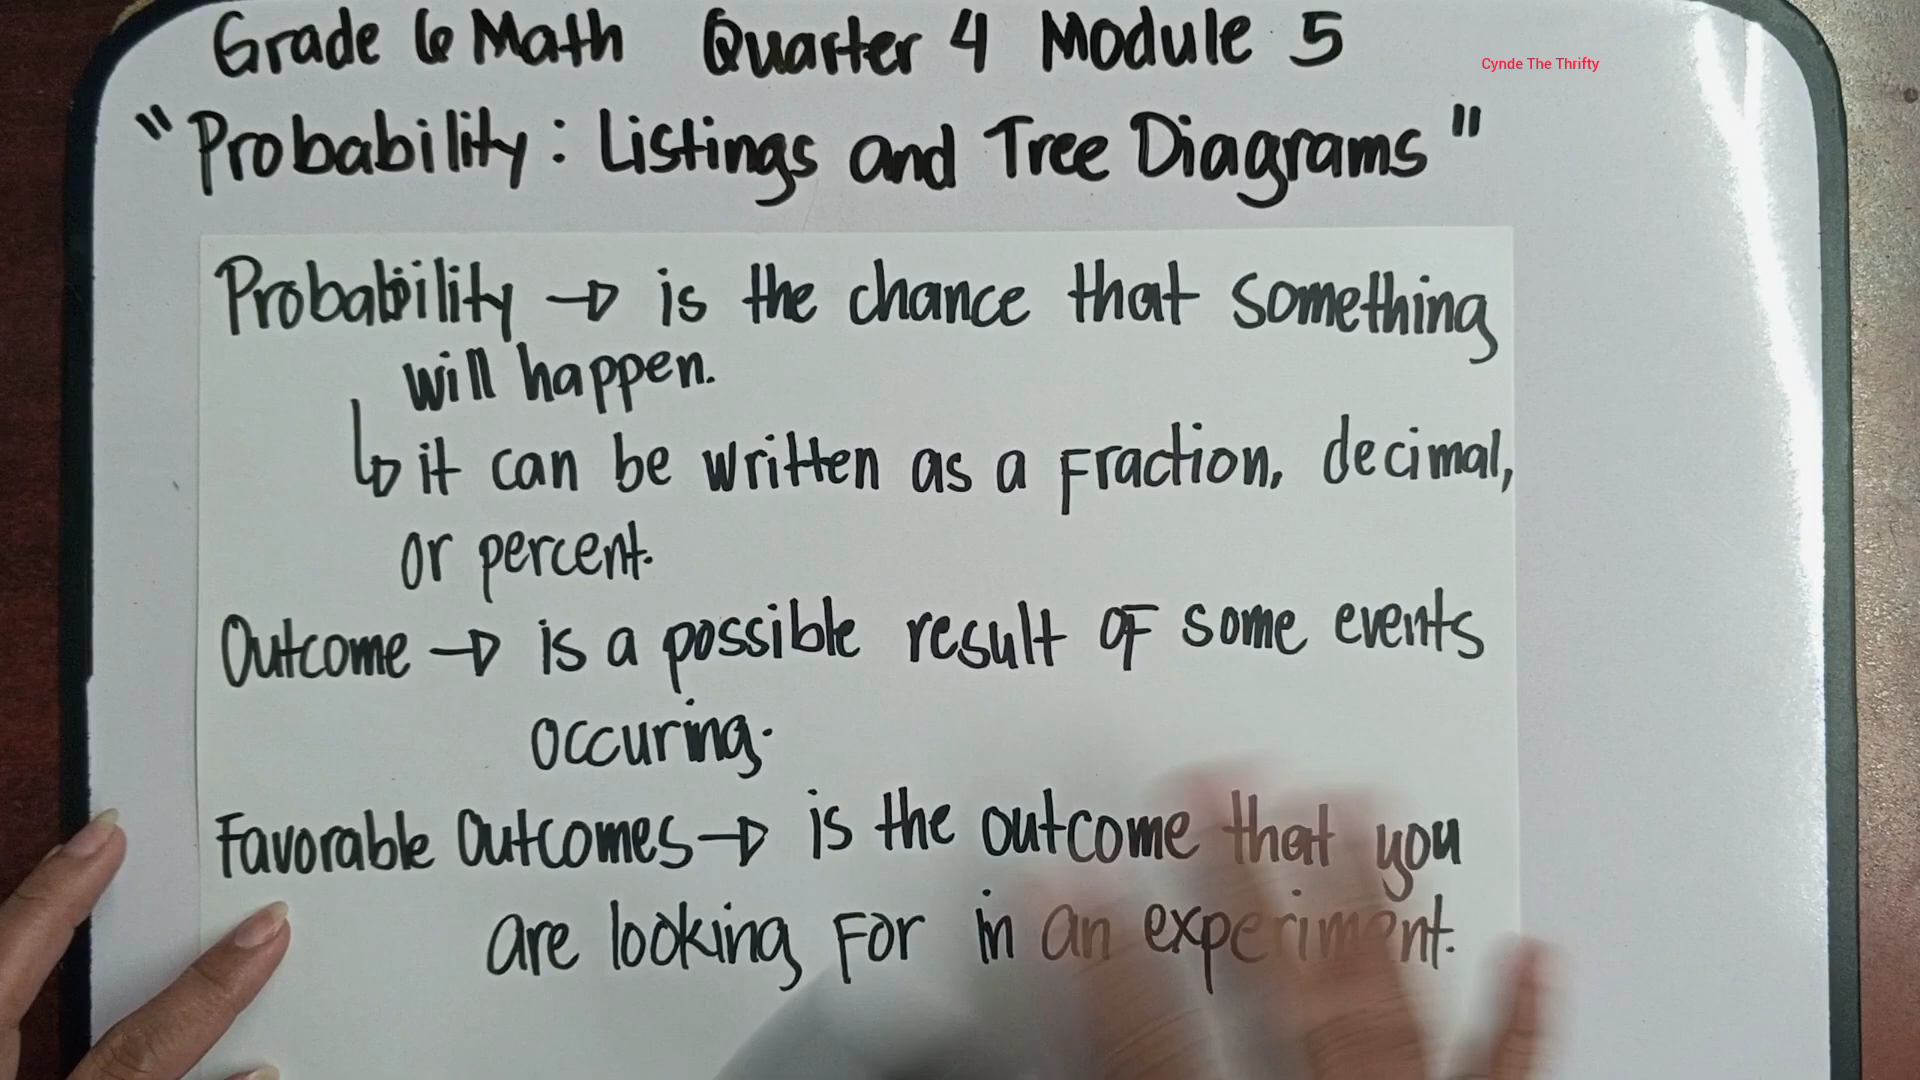 Grade 6 Math Quarter 4 Module 5
Cynde The Thrifty
"Probability: Listings and Tree Diagrams"
Probability → is the chance that something
will happen.
↳ it can be written as a fraction, decimal,
or percent.
Outcome → is a possible result of some events
occuring.
Favorable Outcomes → is the outcome that you
are looking for in an experiment.